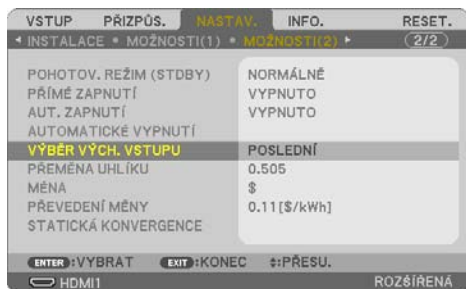 VSTUP PŘIZPŮS. NASTAV. INFO. RESET.
◂ INSTALACE • MOŽNOSTI(1) • MOŽNOSTI(2) ▸ (2/2)
POHOTOV. REŽIM (STDBY) NORMÁLNĚ
PŘÍMÉ ZAPNUTÍ VYPNUTO
AUT. ZAPNUTÍ VYPNUTO
AUTOMATICKÉ VYPNUTÍ
VÝBĚR VÝCH. VSTUPU POSLEDNÍ
PŘEMĚNA UHLÍKU 0.505
MĚNA $
PŘEVEDENÍ MĚNY 0.11[$/kWh]
STATICKÁ KONVERGENCE
ENTER :VYBRAT EXIT :KONEC ⬍:PŘESU.
HDMI1 ROZŠÍŘENÁ